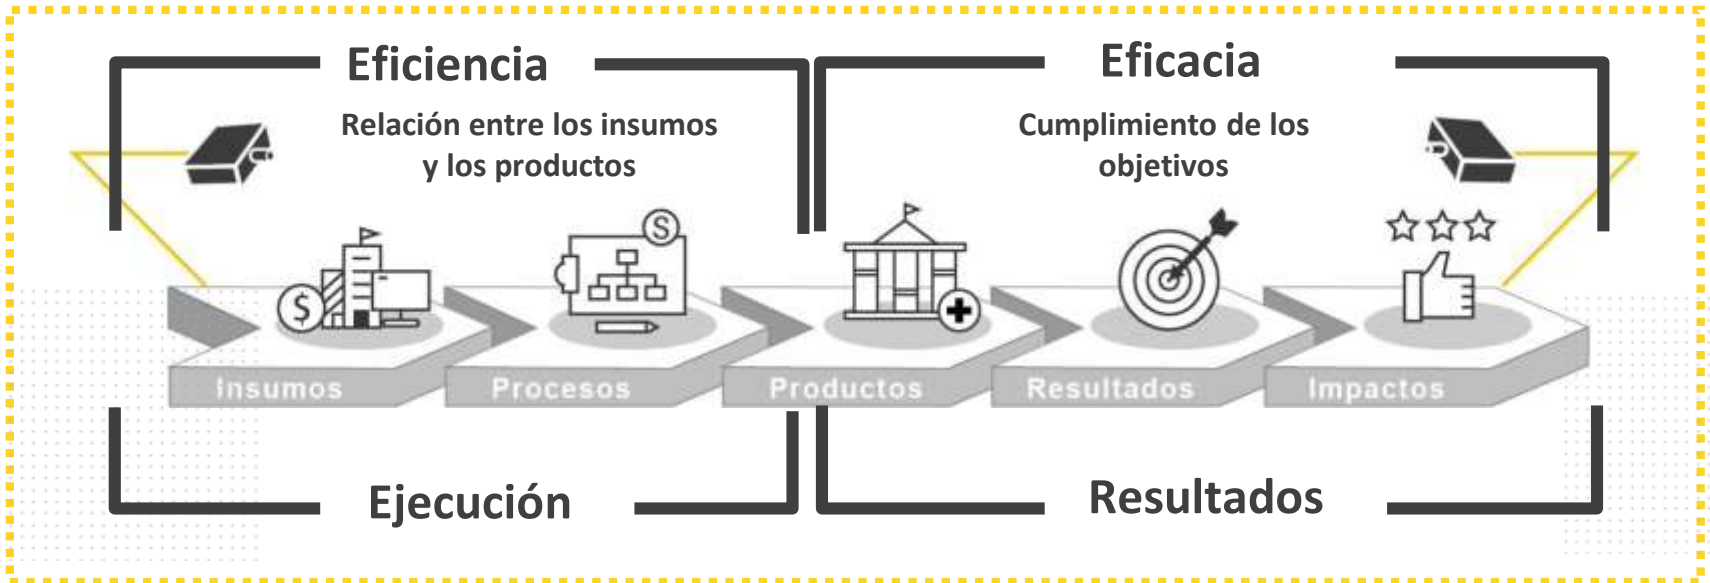 Eficiencia
Relación entre los insumos
y los productos
Eficacia
Cumplimiento de los
objetivos
$
S
Insumos
Procesos
Productos
Resultados
Impactos
Ejecución
Resultados